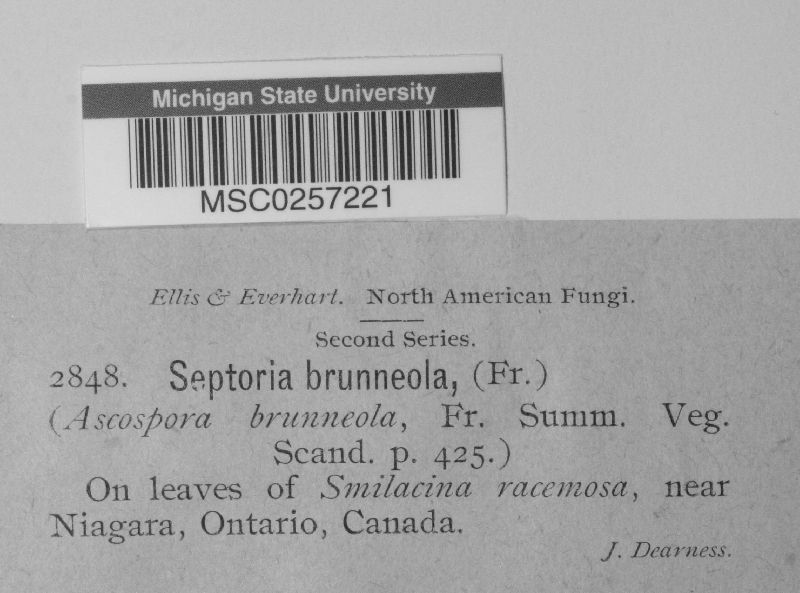 Michigan State University
MSC0257221
Ellis & Everhart. North American Fungi.
Second Series.
2848. Septoria brunneola, (Fr.)
(Ascospora brunneola, Fr. Summ. Veg.
Scand. p. 425.)
On leaves of Smilacina racemosa, near
Niagara, Ontario, Canada.
J. Dearness.